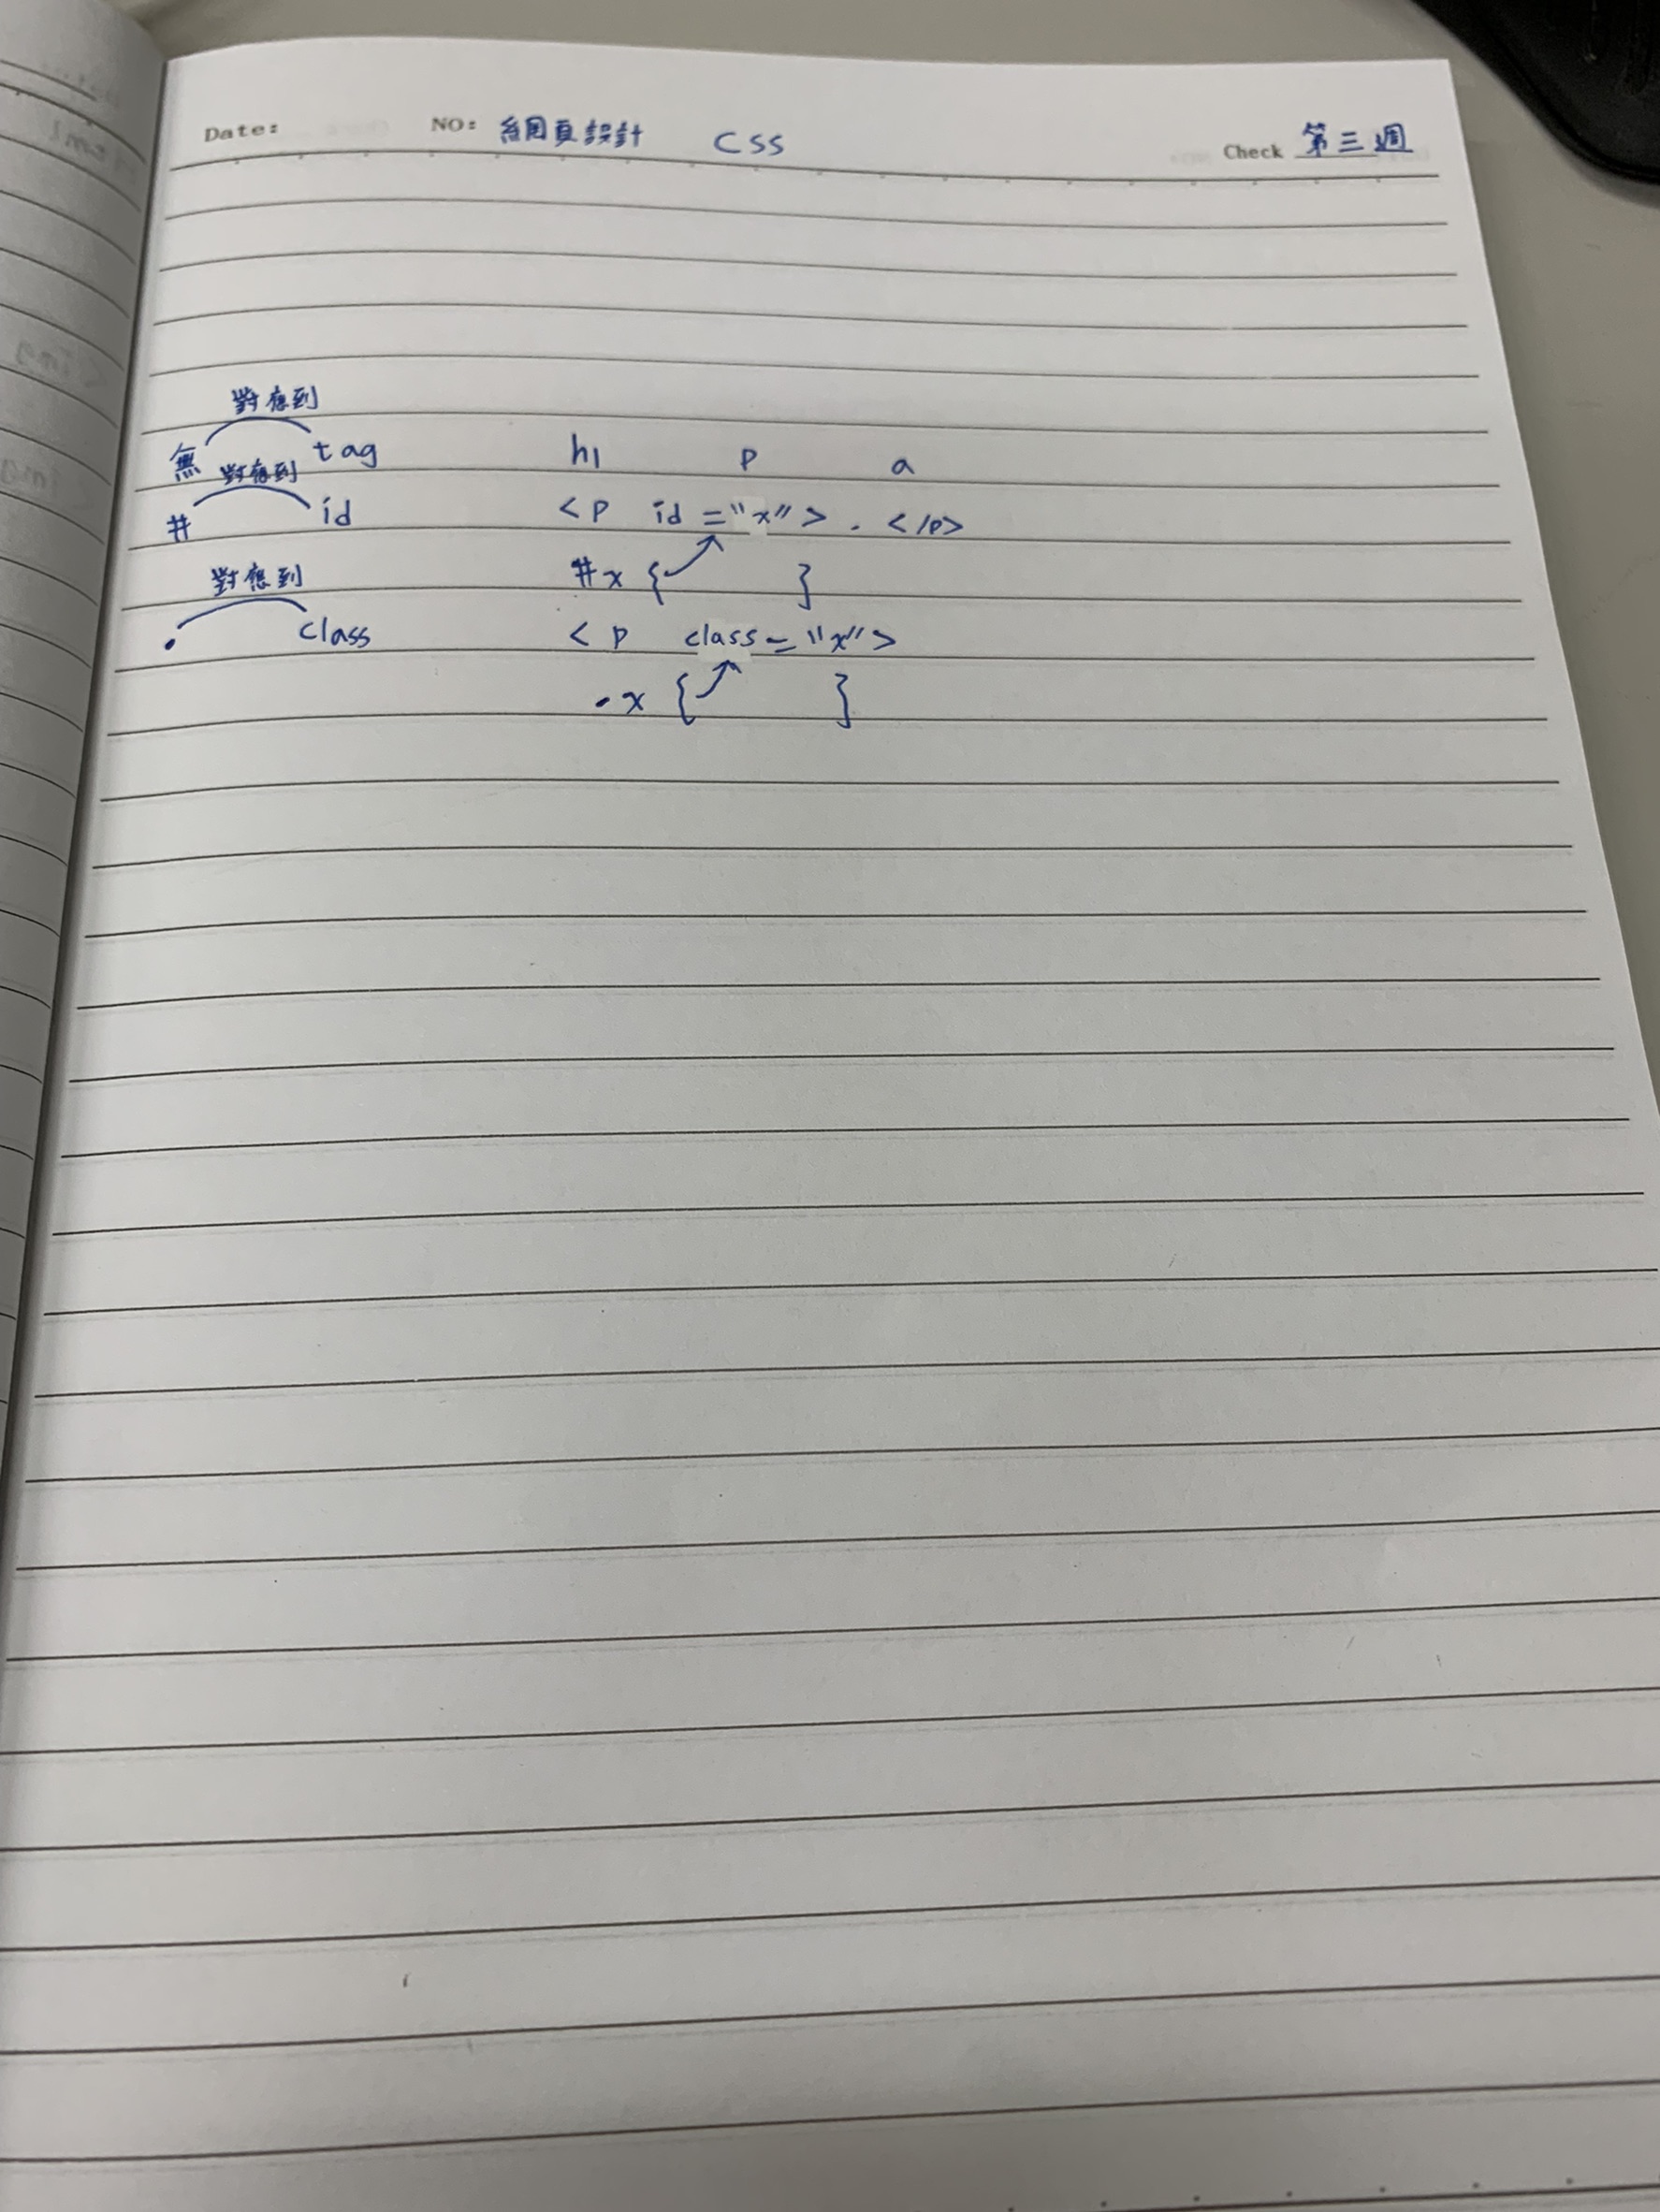 Date: NO: 網頁設計 CSS Check 第三週
對應到
無 tag h1 p a
對應到
# id <p id="x"> . </p>
#x { }
對應到
. class <p class="x">
.x { }